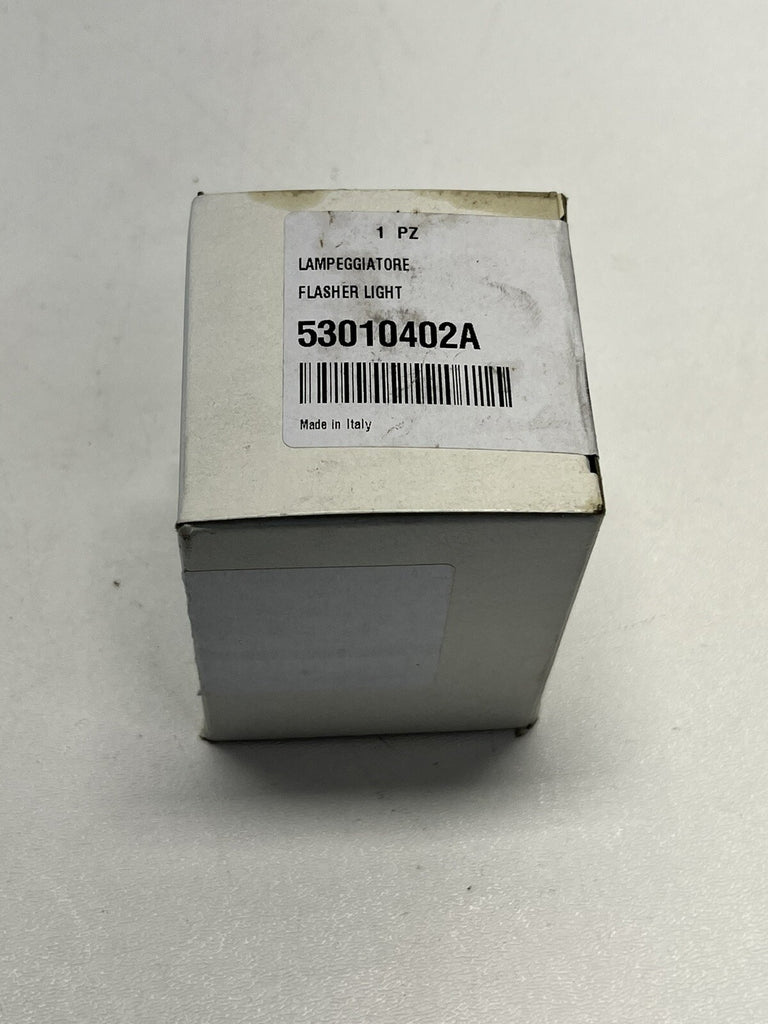 1 PZ
LAMPEGGIATORE
FLASHER LIGHT
53010402A
Made in Italy